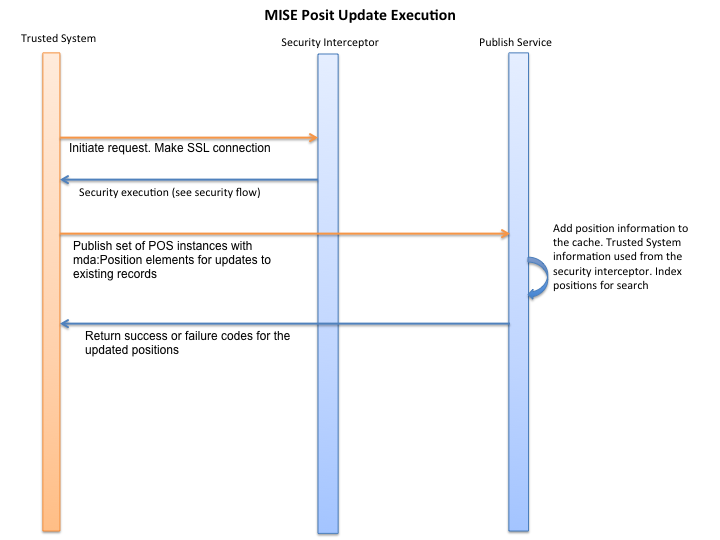 MISE Posit Update Execution
Trusted System
Security Interceptor
Publish Service
Initiate request. Make SSL connection
Security execution (see security flow)
Publish set of POS instances with
mda:Position elements for updates to
existing records
Add position information to
the cache. Trusted System
information used from the
security interceptor. Index
positions for search
Return success or failure codes for the
updated positions